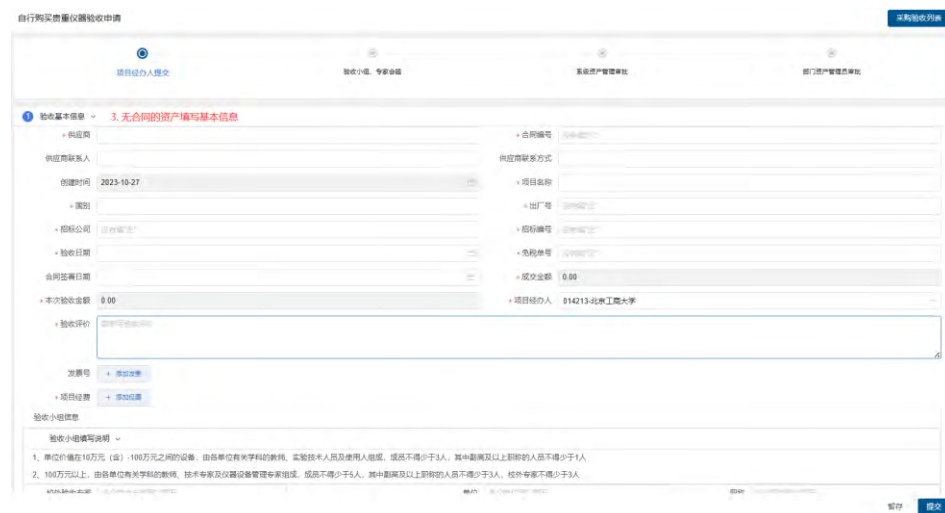 自行购买贵重仪器验收申请
采购验收列表
项目经办人提交
验收小组、专家会签
系级资产管理审批
部门资产管理员审批
1 验收基本信息 3. 无合同的资产填写基本信息
* 供应商
* 合同编号
供应商联系人
供应商联系方式
创建时间 2023-10-27
* 项目名称
* 国别
* 出厂号
* 招标公司
* 招标编号
* 验收日期
* 免税单号
合同签署日期
* 成交金额 0.00
* 本次验收金额 0.00
* 项目经办人 014213-北京工商大学
* 验收评价
发票号 + 添加发票
* 项目经费 + 添加经费
验收小组信息
验收小组填写说明
1、单位价值在10万元（含）-100万元之间的设备，由各单位有关学科的教师、实验技术人员及使用人组成，成员不得少于3人，其中副高及以上职称的人员不得少于1人
2、100万元以上，由各单位有关学科的教师、技术专家及仪器设备管理专家组成，成员不得少于5人，其中副高及以上职称的人员不得少于3人，校外专家不得少于3人
单位
职称
暂存
提交